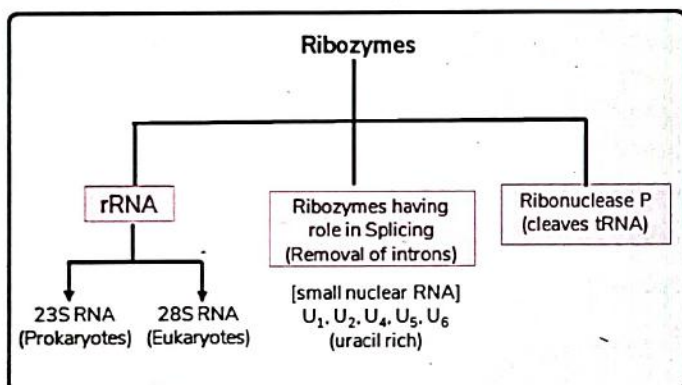 Ribozymes
rRNA
23S RNA
(Prokaryotes)
28S RNA
(Eukaryotes)
Ribozymes having
role in Splicing
(Removal of introns)
[small nuclear RNA]
U₁, U₂, U₄, U₅, U₆
(uracil rich)
Ribonuclease P
(cleaves tRNA)